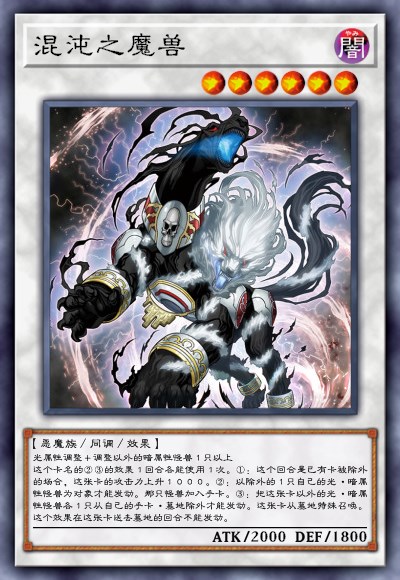 混沌之魔兽
やみ
闇
【恶魔族／同调／效果】
光属性调整＋调整以外的暗属性怪兽1只以上
这个卡名的②③的效果1回合各能使用1次。①：这个回合是已有卡被除外
的场合，这张卡的攻击力上升1000。②：以除外的1只自己的光·暗属
性怪兽为对象才能发动。那只怪兽加入手卡。③：把这张卡以外的光·暗属
性怪兽各1只从自己的手卡·墓地除外才能发动。这张卡从墓地特殊召唤。
这个效果在这张卡送去墓地的回合不能发动。
ATK/2000 DEF/1800